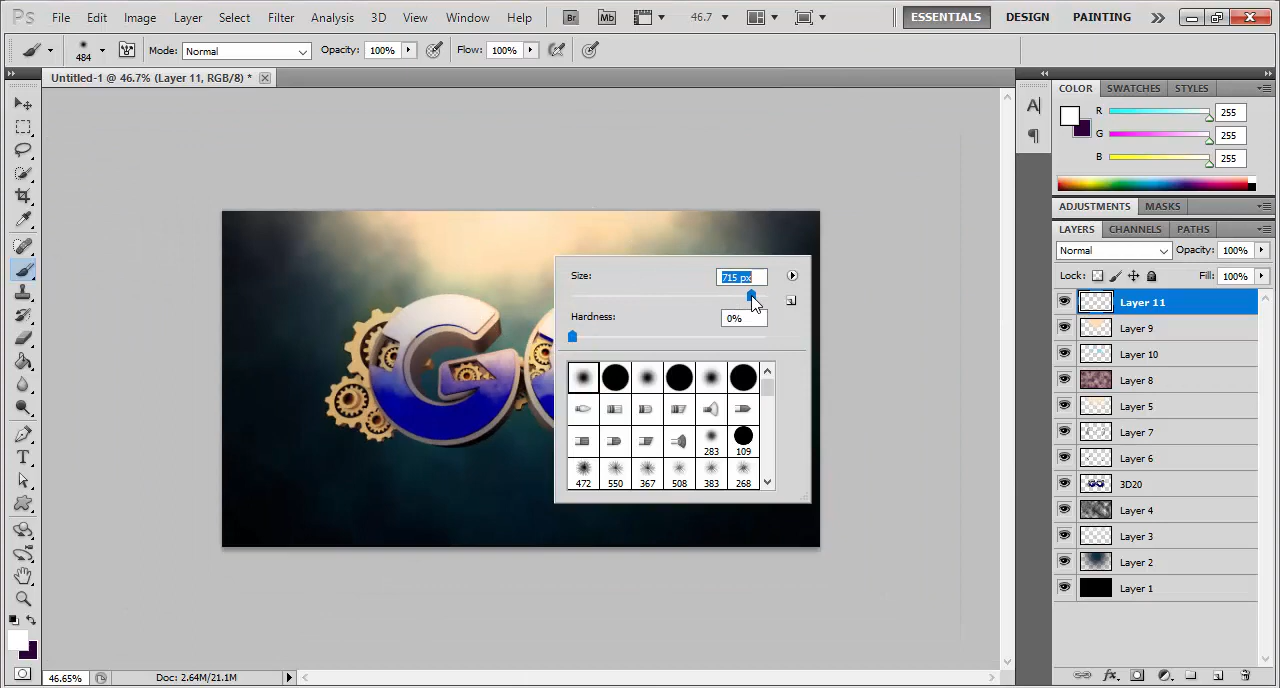 Ps File Edit Image Layer Select Filter Analysis 3D View Window Help Br Mb 46.7 ESSENTIALS DESIGN PAINTING
484 Mode: Normal Opacity: 100% Flow: 100%
Untitled-1 @ 46.7% (Layer 11, RGB/8) *
COLOR SWATCHES STYLES
R 255
G 255
B 255
ADJUSTMENTS MASKS
LAYERS CHANNELS PATHS
Normal Opacity: 100%
Lock: Fill: 100%
Layer 11
Layer 9
Layer 10
Layer 8
Layer 5
Layer 7
Layer 6
3D20
Layer 4
Layer 3
Layer 2
Layer 1
Size: 715 px
Hardness: 0%
283 109
472 550 367 508 383 268
G
T
A
46.65% Doc: 2.64M/21.1M
fx